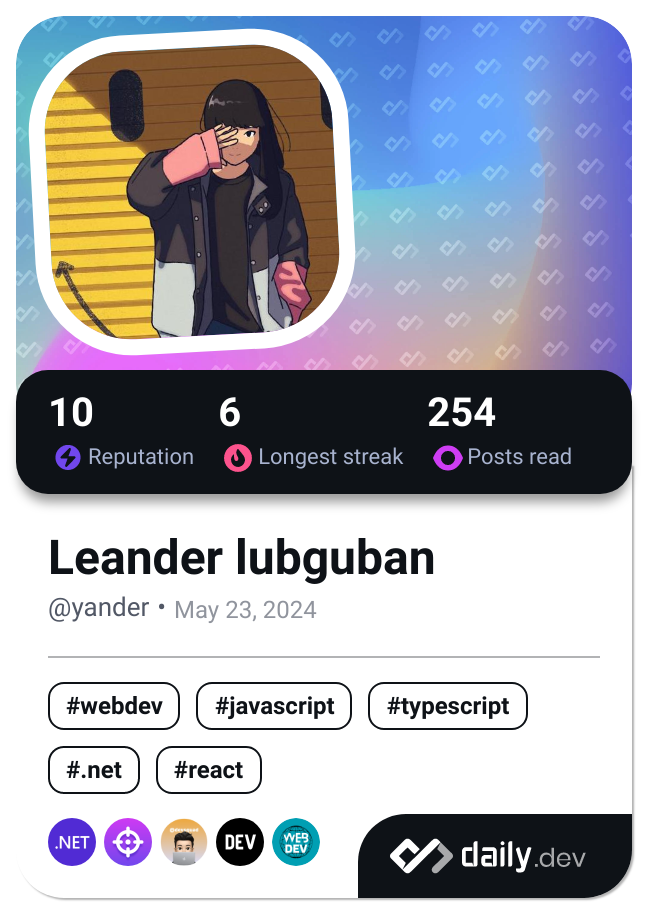 10 6 254
Reputation Longest streak Posts read
Leander lubguban
@yander • May 23, 2024
#webdev #javascript #typescript
#.net #react
.NET DEV WEB DEV
daily.dev